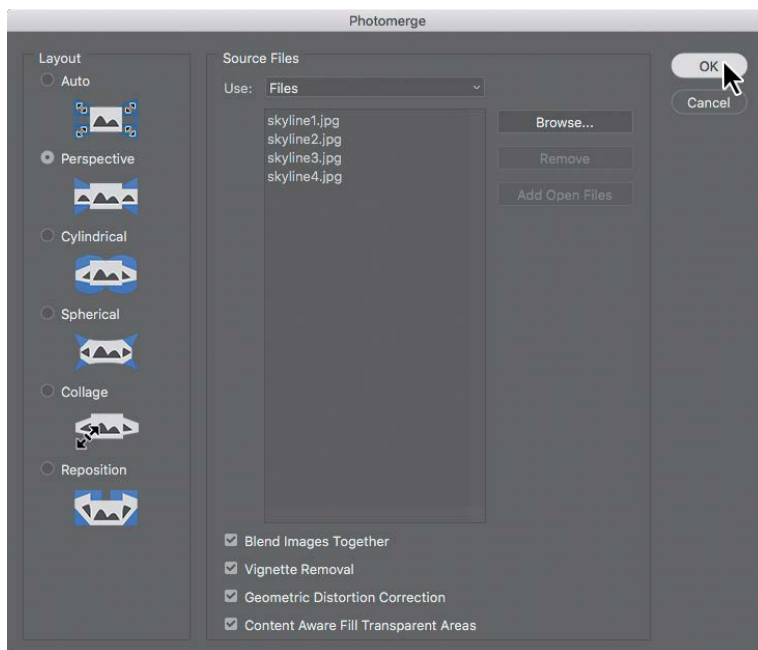 Photomerge
Layout
Auto
Perspective
Cylindrical
Spherical
Collage
Reposition
Source Files
Use: Files
skyline1.jpg
skyline2.jpg
skyline3.jpg
skyline4.jpg
Browse...
Remove
Add Open Files
Blend Images Together
Vignette Removal
Geometric Distortion Correction
Content Aware Fill Transparent Areas
OK
Cancel